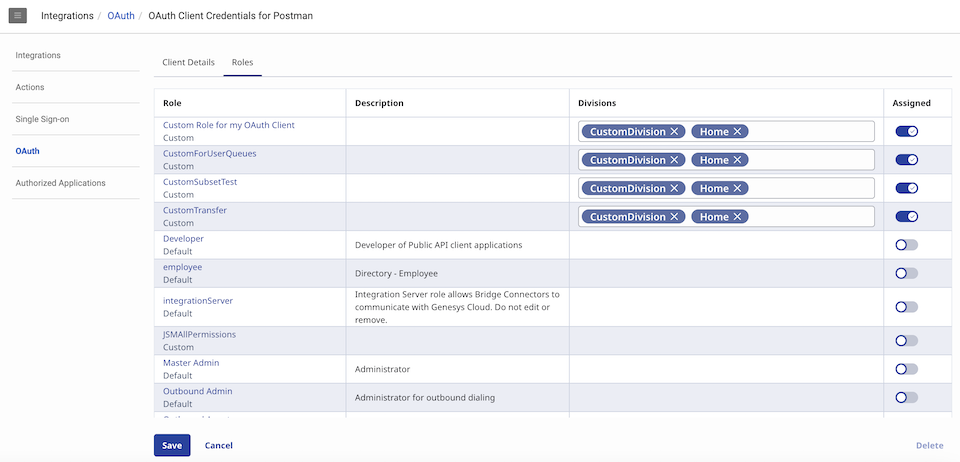 Integrations / OAuth / OAuth Client Credentials for Postman
Integrations
Actions
Single Sign-on
OAuth
Authorized Applications
Client Details Roles
Role Description Divisions Assigned
Custom Role for my OAuth Client
Custom
CustomDivision Home
CustomForUserQueues
Custom
CustomDivision Home
CustomSubsetTest
Custom
CustomDivision Home
CustomTransfer
Custom
CustomDivision Home
Developer
Default
Developer of Public API client applications
employee
Default
Directory - Employee
integrationServer
Default
Integration Server role allows Bridge Connectors to
communicate with Genesys Cloud. Do not edit or
remove.
JSMAllPermissions
Custom
Master Admin
Default
Administrator
Outbound Admin
Default
Administrator for outbound dialing
Save Cancel Delete